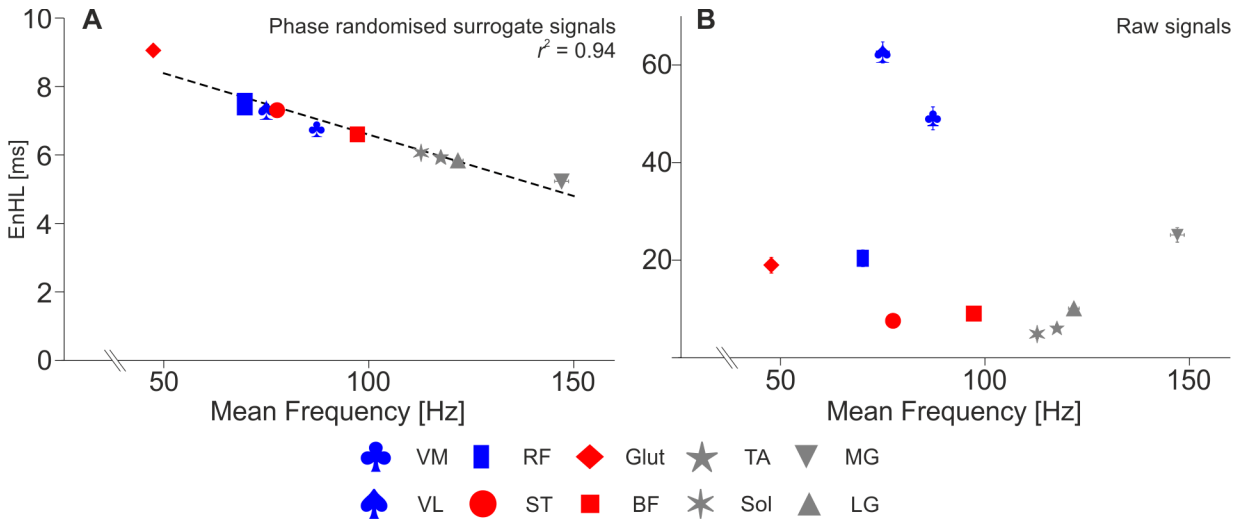 A
Phase randomised surrogate signals
r² = 0.94
10
8
6
4
2
0
EnHL [ms]
50
100
150
Mean Frequency [Hz]
B
Raw signals
60
40
20
50
100
150
Mean Frequency [Hz]
VM RF Glut TA MG
VL ST BF Sol LG